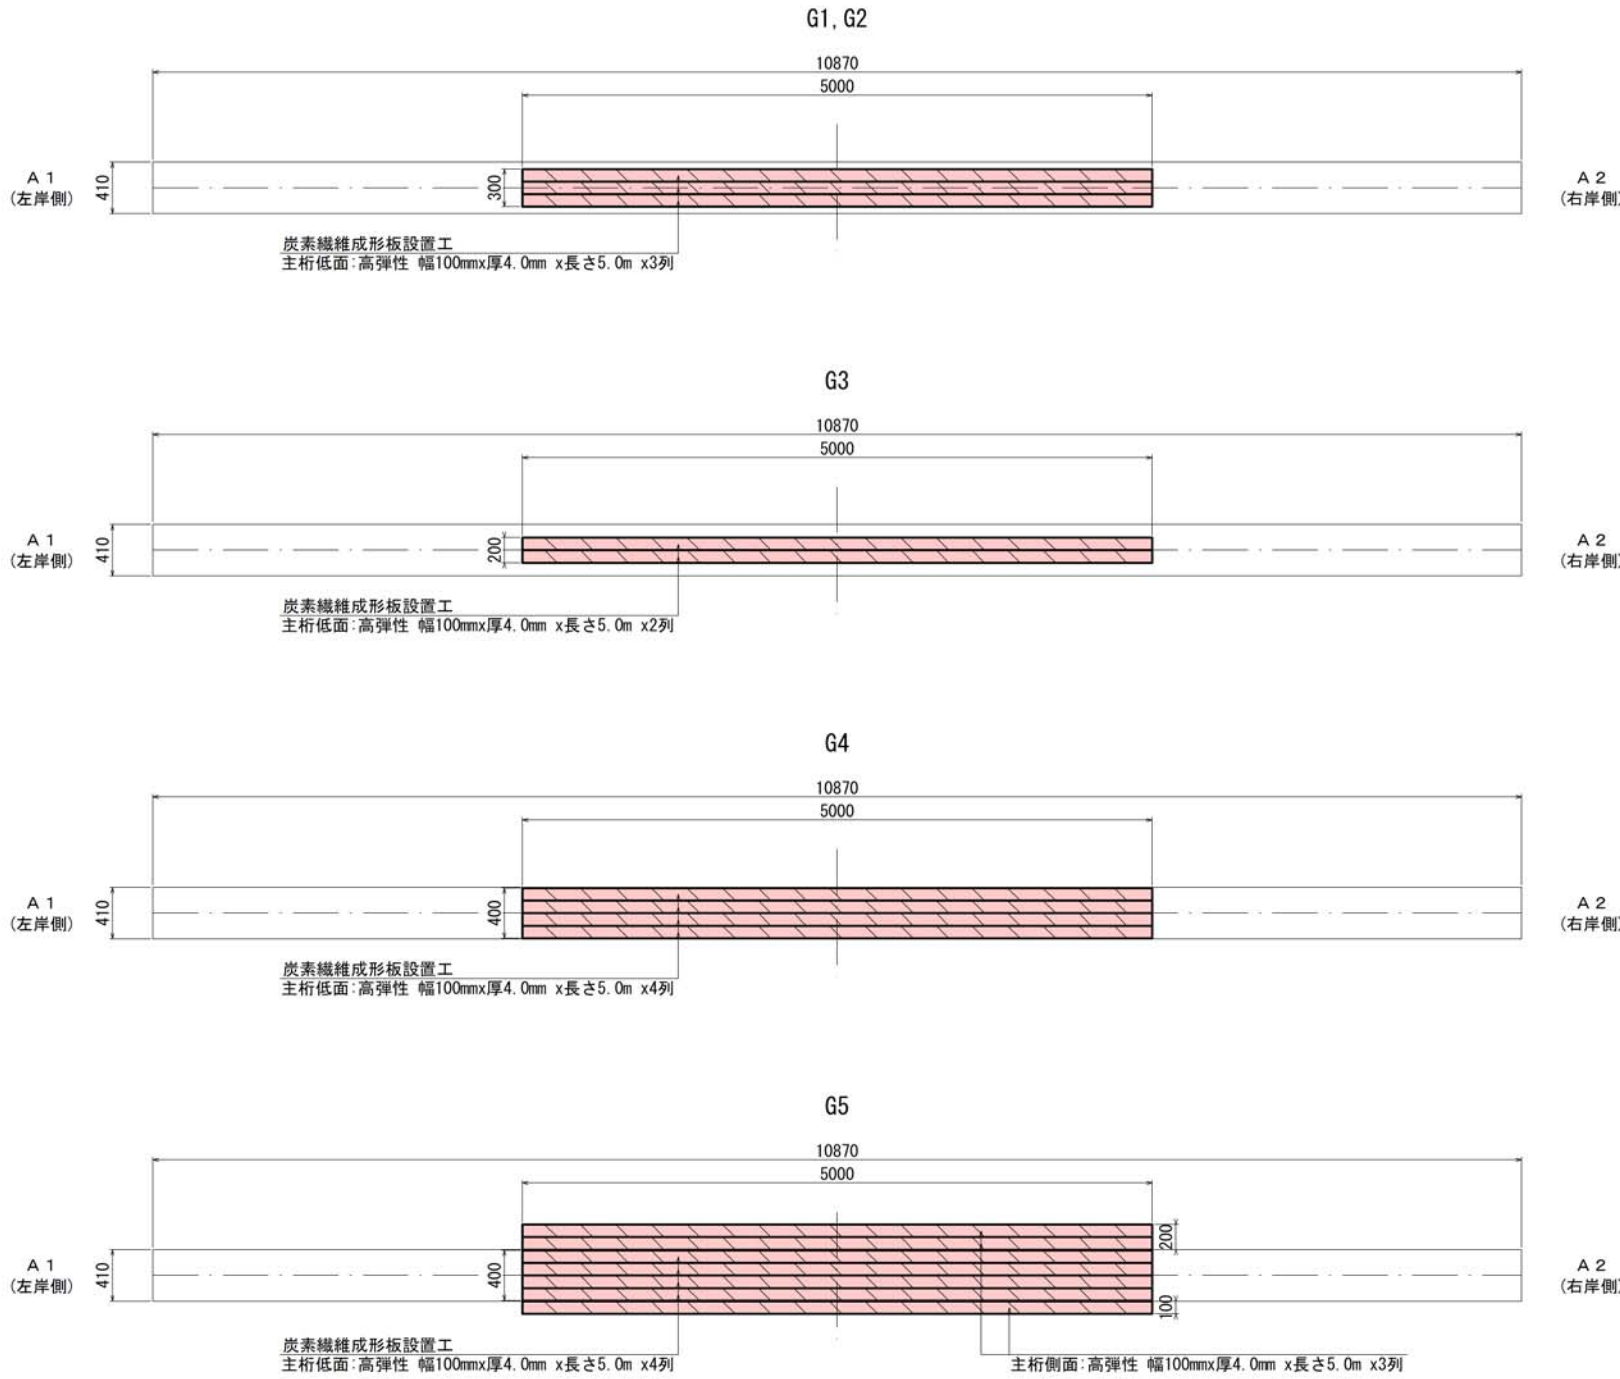 G1, G2
10870
5000
A 1
(左岸側)
410
300
A 2
(右岸側)
炭素繊維成形板設置工
主桁低面:高弾性 幅100mmx厚4.0mm x長さ5.0m x3列
G3
10870
5000
A 1
(左岸側)
410
200
A 2
(右岸側)
炭素繊維成形板設置工
主桁低面:高弾性 幅100mmx厚4.0mm x長さ5.0m x2列
G4
10870
5000
A 1
(左岸側)
410
400
A 2
(右岸側)
炭素繊維成形板設置工
主桁低面:高弾性 幅100mmx厚4.0mm x長さ5.0m x4列
G5
10870
5000
200
A 1
(左岸側)
410
400
A 2
(右岸側)
100
炭素繊維成形板設置工
主桁低面:高弾性 幅100mmx厚4.0mm x長さ5.0m x4列
主桁側面:高弾性 幅100mmx厚4.0mm x長さ5.0m x3列